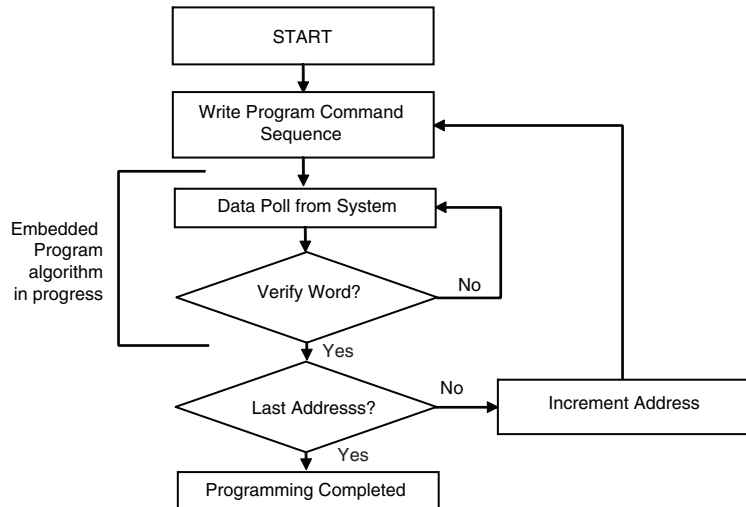 START
Write Program Command
Sequence
Data Poll from System
Embedded
Program
algorithm
in progress
Verify Word?
No
Yes
Last Addresss?
No
Increment Address
Yes
Programming Completed